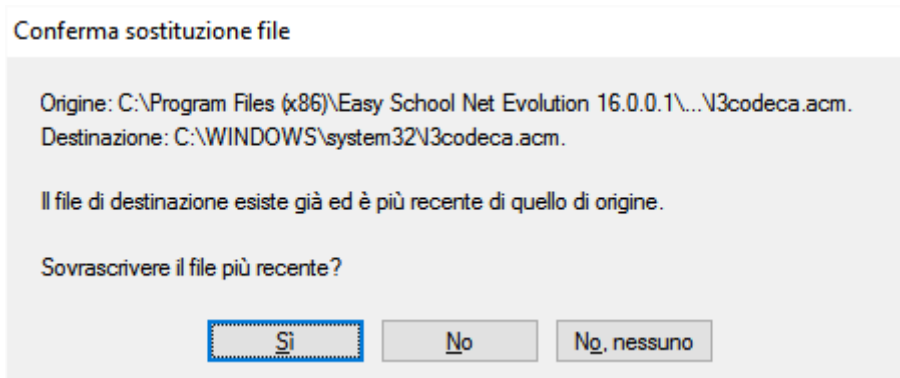 Conferma sostituzione file
Origine: C:\Program Files (x86)\Easy School Net Evolution 16.0.0.1\...\l3codeca.acm.
Destinazione: C:\WINDOWS\system32\l3codeca.acm.
Il file di destinazione esiste già ed è più recente di quello di origine.
Sovrascrivere il file più recente?
Sì No No, nessuno